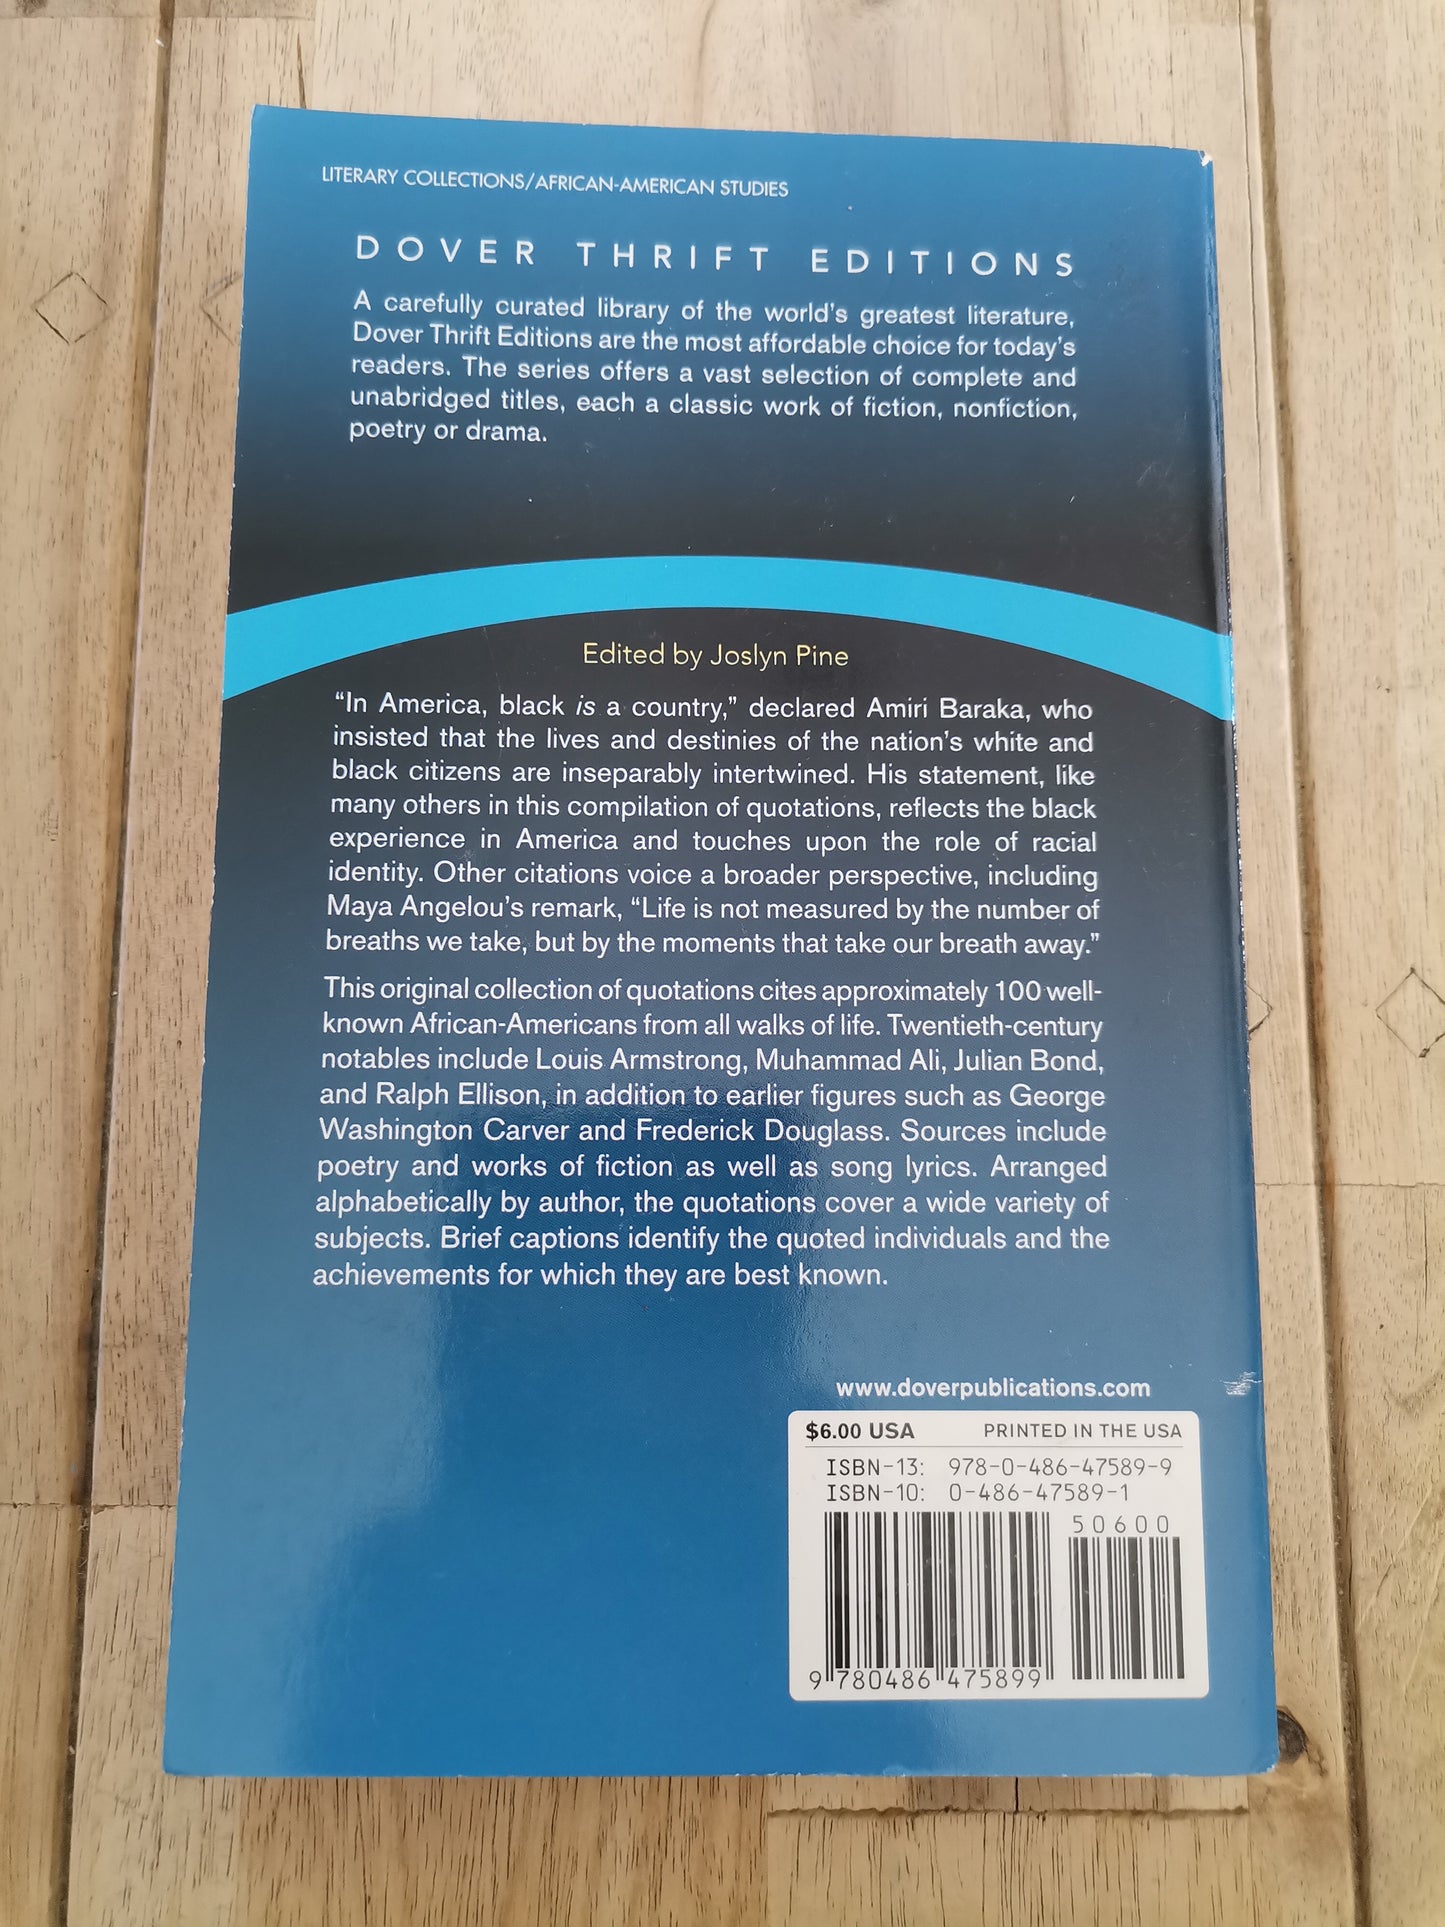 LITERARY COLLECTIONS/AFRICAN-AMERICAN STUDIES
DOVER THRIFT EDITIONS
A carefully curated library of the world's greatest literature,
Dover Thrift Editions are the most affordable choice for today's
readers. The series offers a vast selection of complete and
unabridged titles, each a classic work of fiction, nonfiction,
poetry or drama.
Edited by Joslyn Pine
“In America, black is a country,” declared Amiri Baraka, who
insisted that the lives and destinies of the nation's white and
black citizens are inseparably intertwined. His statement, like
many others in this compilation of quotations, reflects the black
experience in America and touches upon the role of racial
identity. Other citations voice a broader perspective, including
Maya Angelou's remark, “Life is not measured by the number of
breaths we take, but by the moments that take our breath away.”
This original collection of quotations cites approximately 100 well-
known African-Americans from all walks of life. Twentieth-century
notables include Louis Armstrong, Muhammad Ali, Julian Bond,
and Ralph Ellison, in addition to earlier figures such as George
Washington Carver and Frederick Douglass. Sources include
poetry and works of fiction as well as song lyrics. Arranged
alphabetically by author, the quotations cover a wide variety of
subjects. Brief captions identify the quoted individuals and the
achievements for which they are best known.
www.doverpublications.com
$6.00 USA PRINTED IN THE USA
ISBN-13: 978-0-486-47589-9
ISBN-10: 0-486-47589-1
50600
9 780486 475899